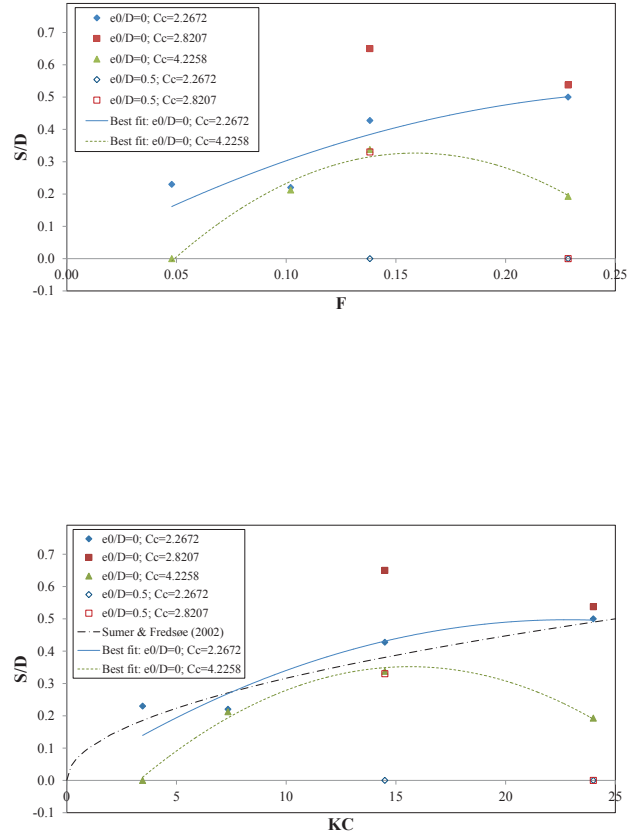 e0/D=0; Cc=2.2672
e0/D=0; Cc=2.8207
e0/D=0; Cc=4.2258
e0/D=0.5; Cc=2.2672
e0/D=0.5; Cc=2.8207
Best fit: e0/D=0; Cc=2.2672
Best fit: e0/D=0; Cc=4.2258
S/D
0.7
0.6
0.5
0.4
0.3
0.2
0.1
0.0
-0.1
0.00 0.05 0.10 0.15 0.20 0.25
F
e0/D=0; Cc=2.2672
e0/D=0; Cc=2.8207
e0/D=0; Cc=4.2258
e0/D=0.5; Cc=2.2672
e0/D=0.5; Cc=2.8207
Sumer & Fredsøe (2002)
Best fit: e0/D=0; Cc=2.2672
Best fit: e0/D=0; Cc=4.2258
S/D
0.7
0.6
0.5
0.4
0.3
0.2
0.1
0.0
-0.1
0 5 10 15 20 25
KC